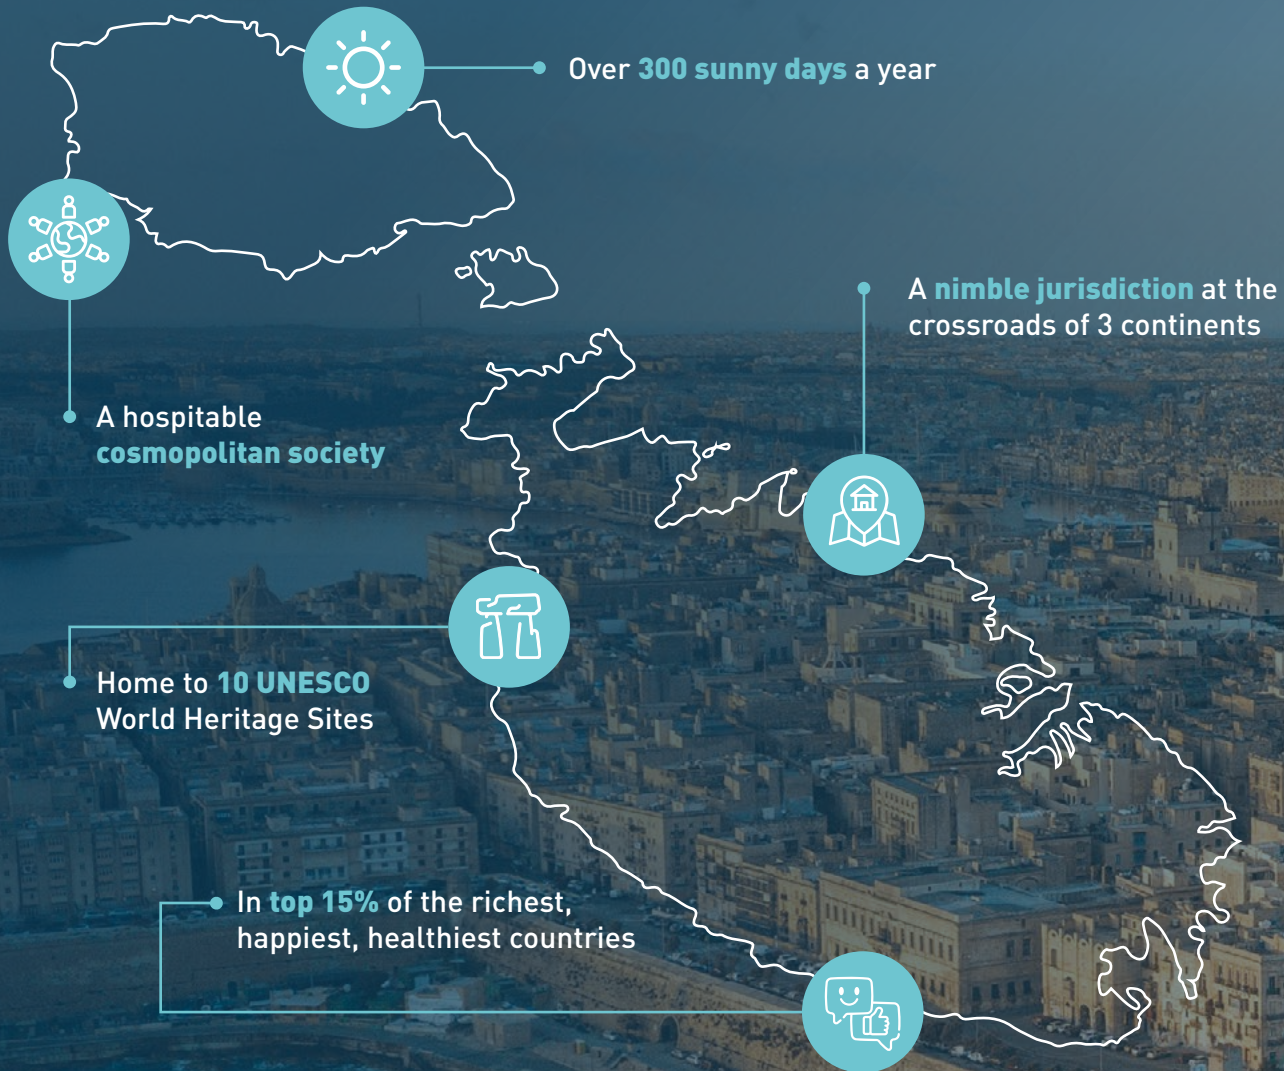 Over 300 sunny days a year
A nimble jurisdiction at the
crossroads of 3 continents
A hospitable
cosmopolitan society
Home to 10 UNESCO
World Heritage Sites
In top 15% of the richest,
happiest, healthiest countries